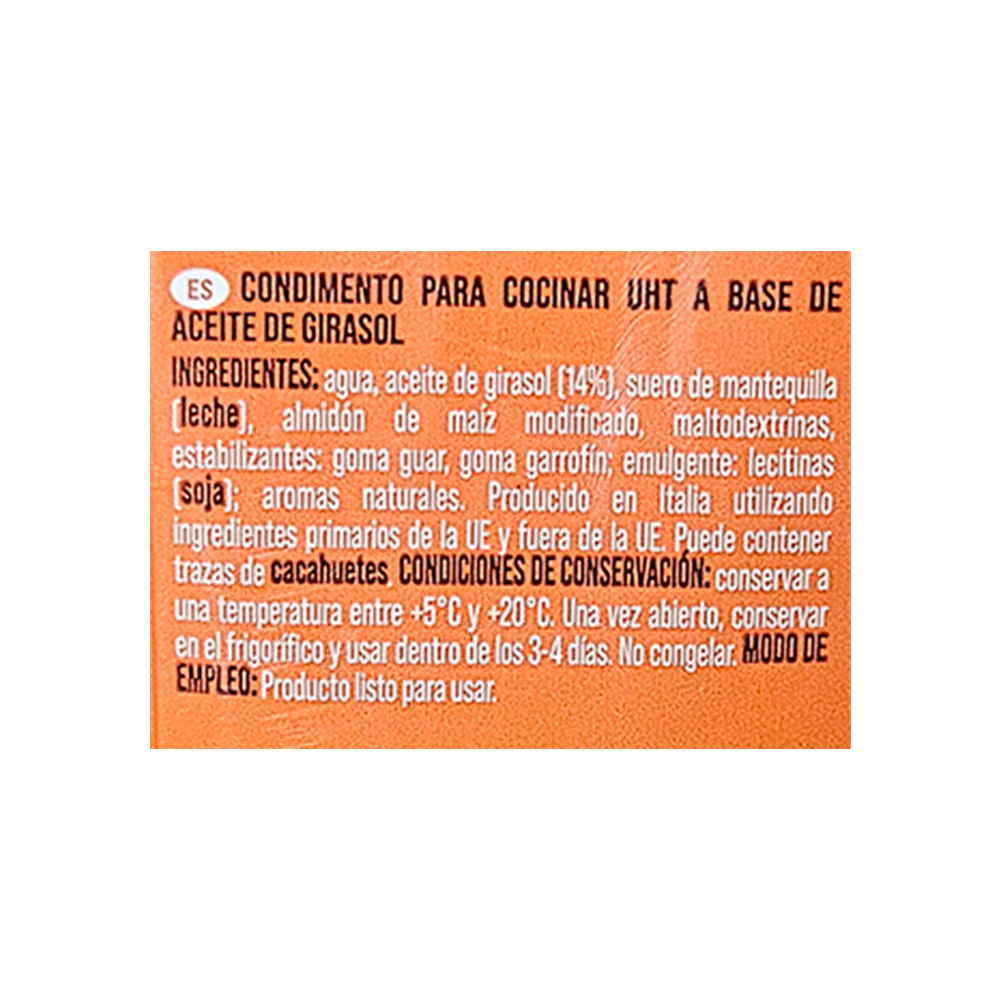 ES CONDIMENTO PARA COCINAR UHT A BASE DE
ACEITE DE GIRASOL
INGREDIENTES: agua, aceite de girasol (14%), suero de mantequilla
(leche), almidón de maíz modificado, maltodextrinas,
estabilizantes: goma guar, goma garrofín; emulgente: lecitinas
(soja); aromas naturales. Producido en Italia utilizando
ingredientes primarios de la UE y fuera de la UE. Puede contener
trazas de cacahuetes. CONDICIONES DE CONSERVACIÓN: conservar a
una temperatura entre +5°C y +20°C. Una vez abierto, conservar
en el frigorífico y usar dentro de los 3-4 días. No congelar. MODO DE
EMPLEO: Producto listo para usar.